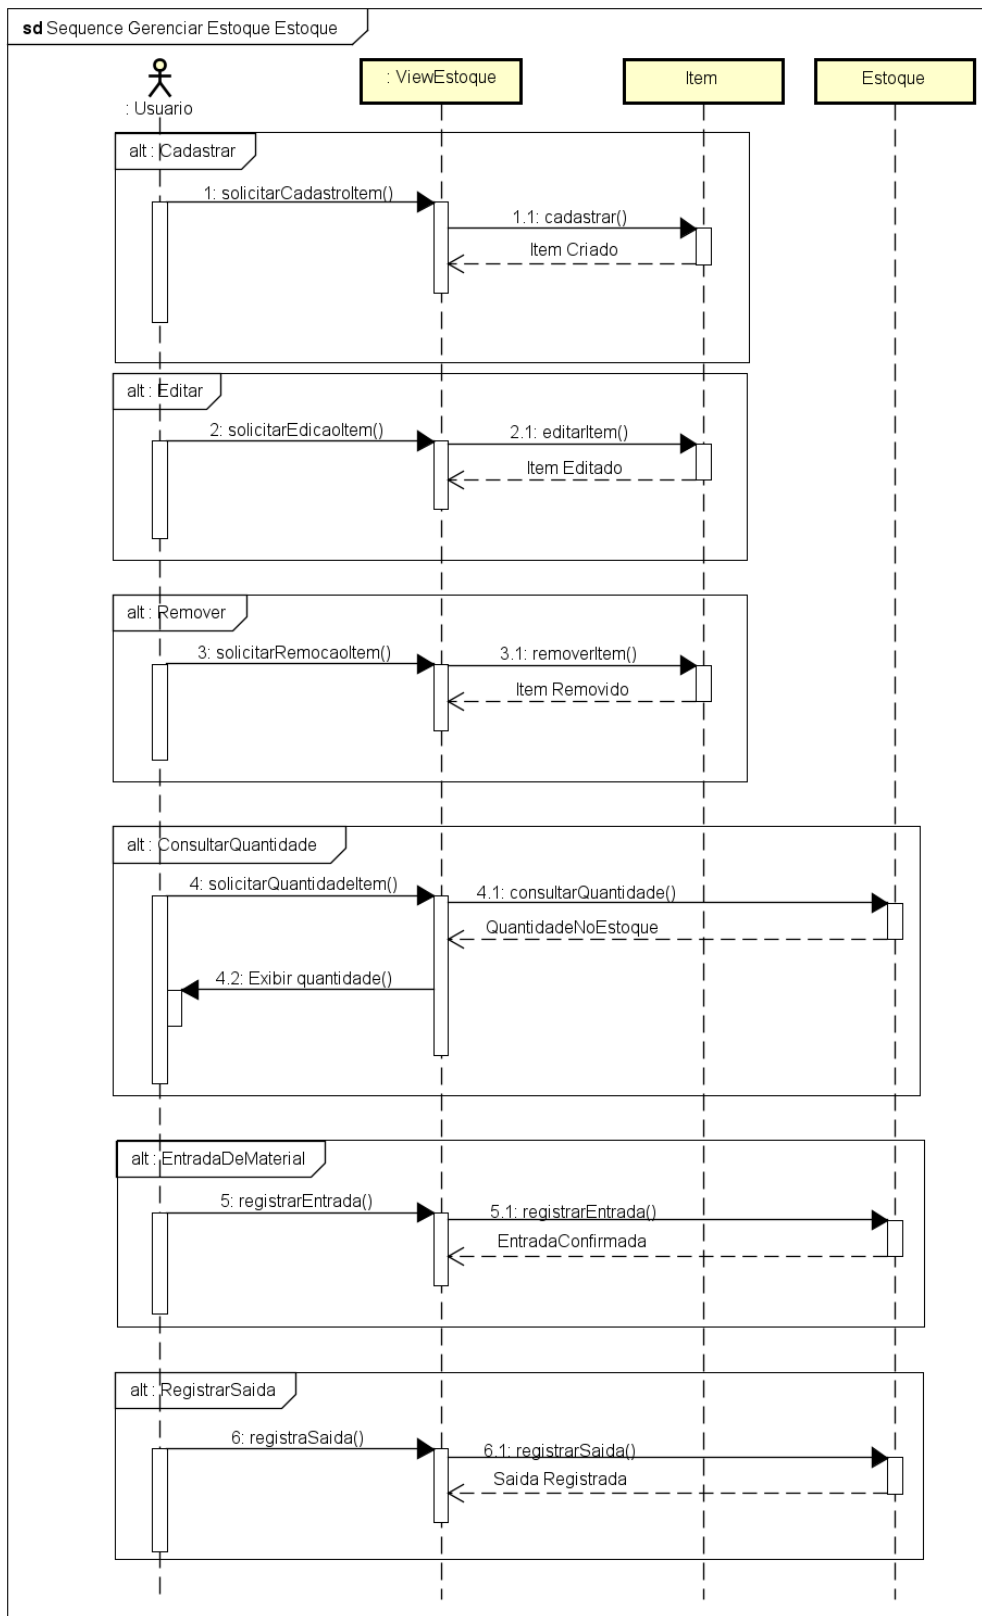 sd Sequence Gerenciar Estoque Estoque
: Usuario
: ViewEstoque
Item
Estoque
alt : Cadastrar
1: solicitarCadastroItem()
1.1: cadastrar()
Item Criado
alt : Editar
2: solicitarEdicaoItem()
2.1: editarItem()
Item Editado
alt : Remover
3: solicitarRemocaoItem()
3.1: removerItem()
Item Removido
alt : ConsultarQuantidade
4: solicitarQuantidadeItem()
4.1: consultarQuantidade()
QuantidadeNoEstoque
4.2: Exibir quantidade()
alt : EntradaDeMaterial
5: registrarEntrada()
5.1: registrarEntrada()
EntradaConfirmada
alt : RegistrarSaida
6: registraSaida()
6.1: registrarSaida()
Saida Registrada